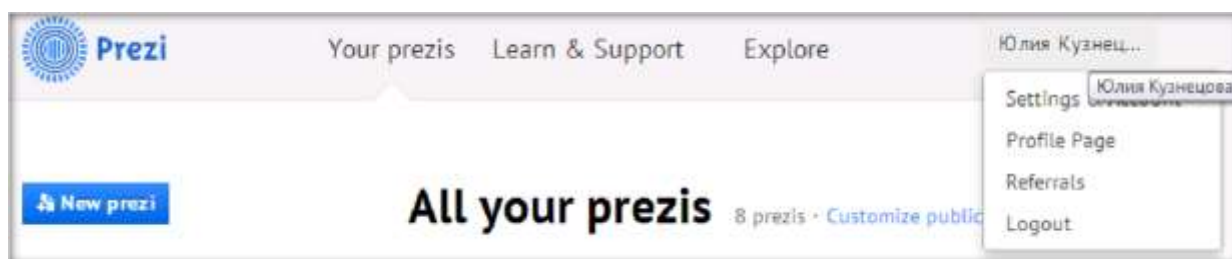 Prezi Your prezis Learn & Support Explore Юлия Кузнец...
Юлия Кузнецова
Settings & Account
Profile Page
Referrals
Logout
New prezi
All your prezis 8 prezis · Customize public